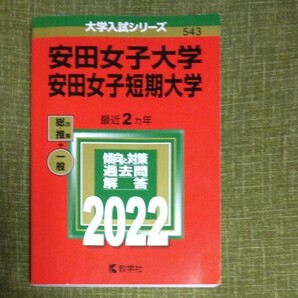 大学入試シリーズ
543
安田女子大学
安田女子短期大学
最近2カ年
総合
推薦
+
一般
傾向と対策
過去問
解答
2022
教学社